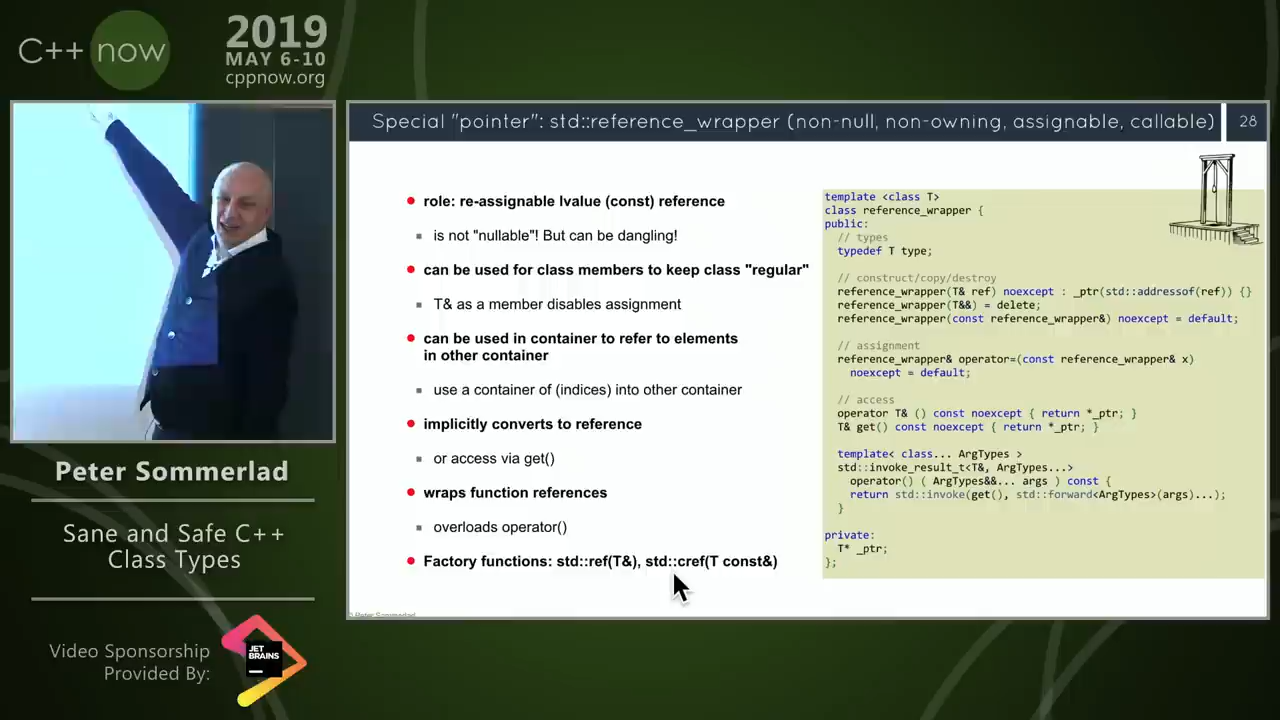 C++ now
2019
MAY 6-10
cppnow.org
Special "pointer": std::reference_wrapper (non-null, non-owning, assignable, callable)
28
role: re-assignable lvalue (const) reference
is not "nullable"! But can be dangling!
can be used for class members to keep class "regular"
T& as a member disables assignment
can be used in container to refer to elements
in other container
use a container of (indices) into other container
implicitly converts to reference
or access via get()
wraps function references
overloads operator()
Factory functions: std::ref(T&), std::cref(T const&)
© Peter Sommerlad
template <class T>
class reference_wrapper {
public:
// types
typedef T type;
// construct/copy/destroy
reference_wrapper(T& ref) noexcept : _ptr(std::addressof(ref)) {}
reference_wrapper(T&&) = delete;
reference_wrapper(const reference_wrapper&) noexcept = default;
// assignment
reference_wrapper& operator=(const reference_wrapper& x)
noexcept = default;
// access
operator T& () const noexcept { return *_ptr; }
T& get() const noexcept { return *_ptr; }
template< class... ArgTypes >
std::invoke_result_t<T&, ArgTypes...>
operator() ( ArgTypes&&... args ) const {
return std::invoke(get(), std::forward<ArgTypes>(args)...);
}
private:
T* _ptr;
};
Peter Sommerlad
Sane and Safe C++
Class Types
Video Sponsorship
Provided By:
JET
BRAINS